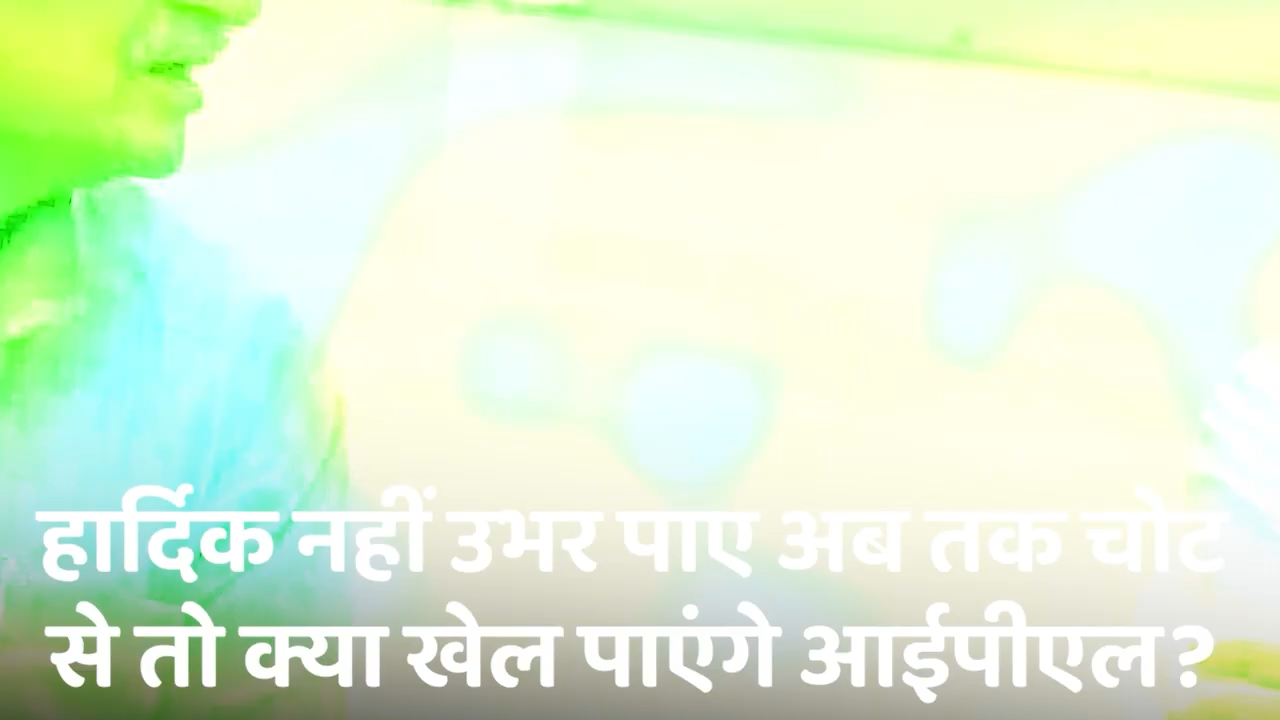 हार्दिक नहीं उभर पाए अब तक चोट
से तो क्या खेल पाएंगे आईपीएल?